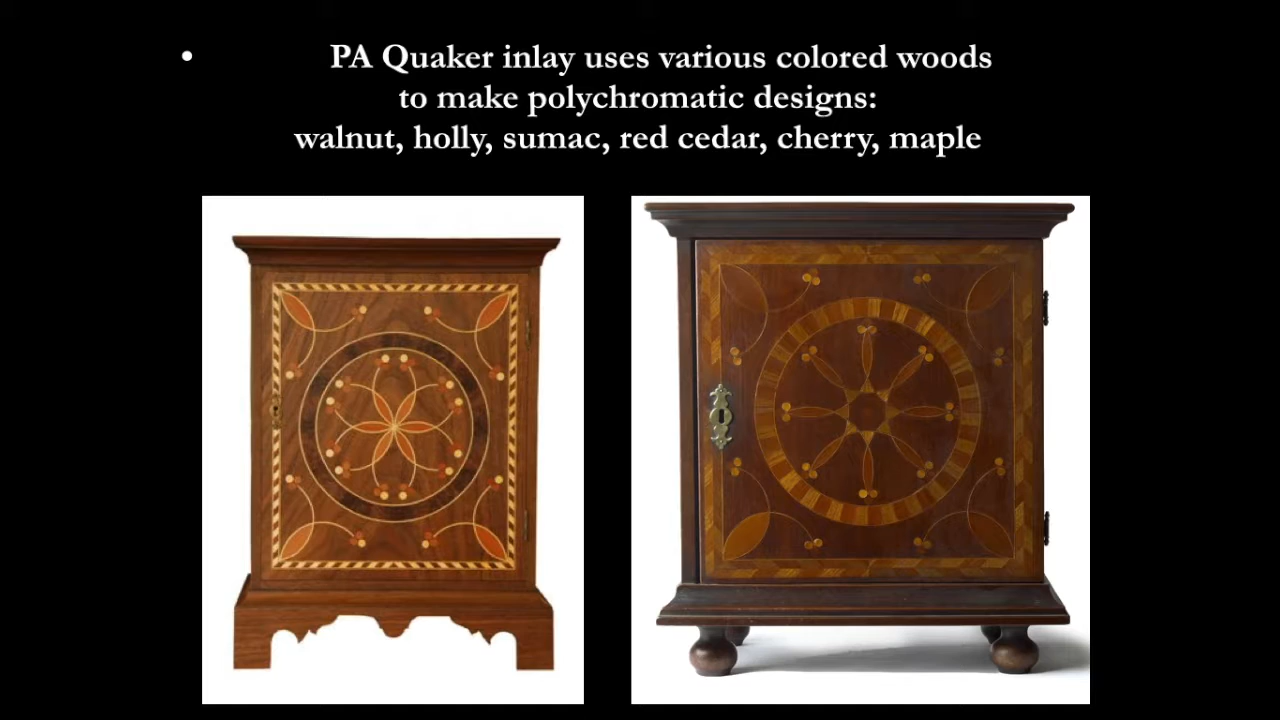 • PA Quaker inlay uses various colored woods
to make polychromatic designs:
walnut, holly, sumac, red cedar, cherry, maple